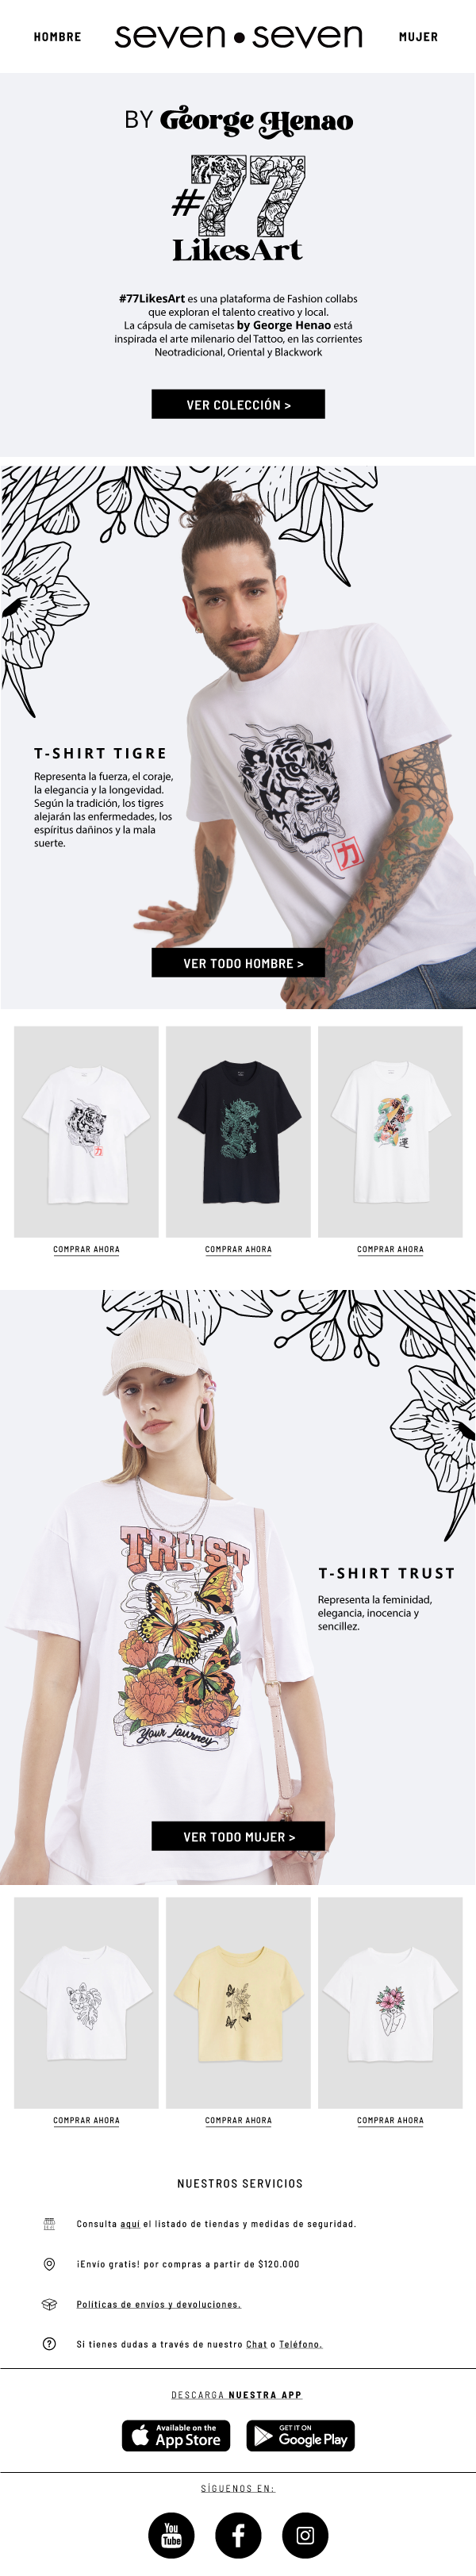 HOMBRE
seven•seven
MUJER
BY George Henao
#77
LikesArt
#77LikesArt es una plataforma de Fashion collabs
que exploran el talento creativo y local.
La cápsula de camisetas by George Henao está
inspirada el arte milenario del Tattoo, en las corrientes
Neotradicional, Oriental y Blackwork
VER COLECCIÓN >
T-SHIRT TIGRE
Representa la fuerza, el coraje,
la elegancia y la longevidad.
Según la tradición, los tigres
alejarán las enfermedades, los
espíritus dañinos y la mala
suerte.
力
VER TODO HOMBRE >
力
運
COMPRAR AHORA
COMPRAR AHORA
COMPRAR AHORA
TRUST
Your journey
T-SHIRT TRUST
Representa la feminidad,
elegancia, inocencia y
sencillez.
VER TODO MUJER >
COMPRAR AHORA
COMPRAR AHORA
COMPRAR AHORA
NUESTROS SERVICIOS
Consulta aquí el listado de tiendas y medidas de seguridad.
¡Envío gratis! por compras a partir de $120.000
Políticas de envíos y devoluciones.
Si tienes dudas a través de nuestro Chat o Teléfono.
DESCARGA NUESTRA APP
Available on the
App Store
GET IT ON
Google Play
SÍGUENOS EN:
You
Tube